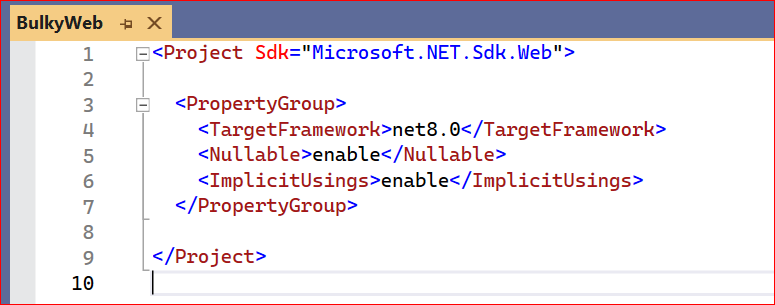 BulkyWeb
1 <Project Sdk="Microsoft.NET.Sdk.Web">
2
3 <PropertyGroup>
4 <TargetFramework>net8.0</TargetFramework>
5 <Nullable>enable</Nullable>
6 <ImplicitUsings>enable</ImplicitUsings>
7 </PropertyGroup>
8
9 </Project>
10